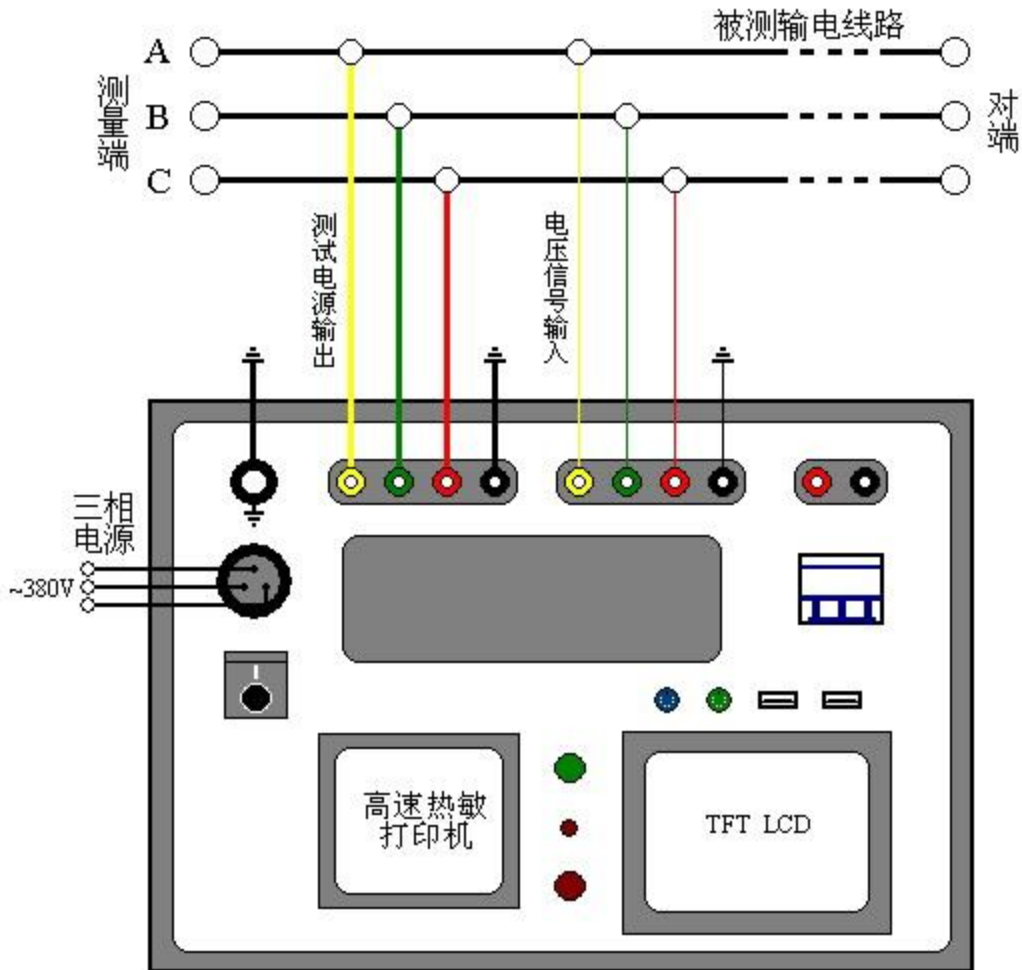 被测输电线路
A
B
C
测量端
对端
测试电源输出
电压信号输入
三相
电源
~380V
高速热敏
打印机
TFT LCD